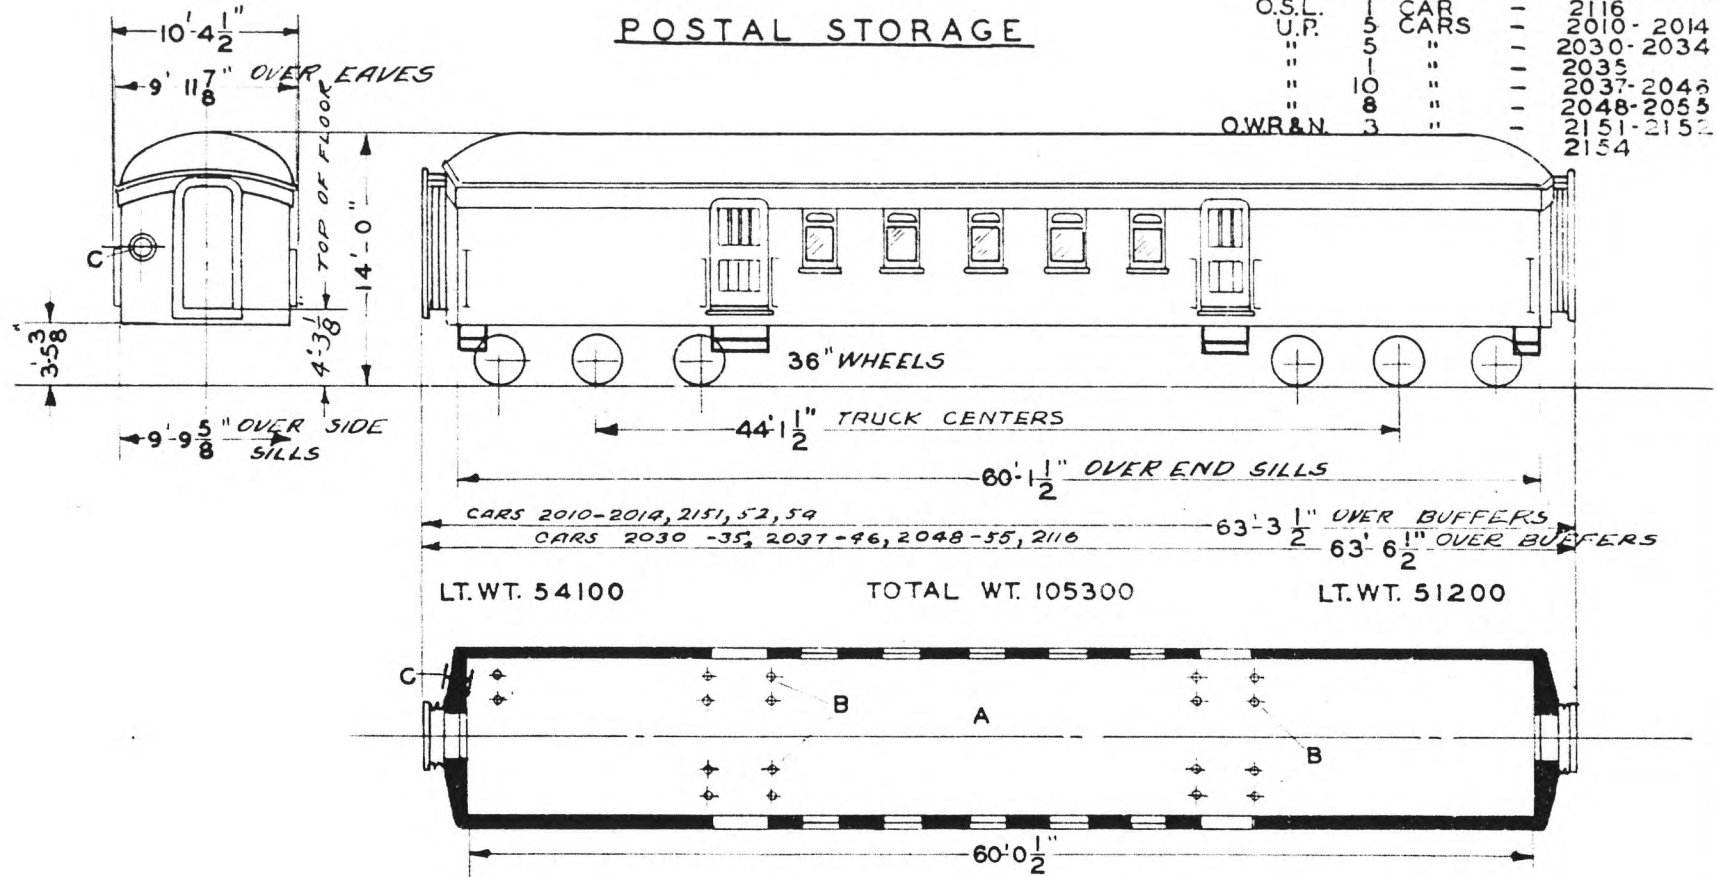 POSTAL STORAGE
O.S.L. 1 CAR - 2116
U.P. 5 CARS - 2010-2014
" 5 " - 2030-2034
" 1 " - 2035
" 10 " - 2037-2046
" 8 " - 2048-2055
O.W.R&N. 3 " - 2151-2152
2154
10'-4 1/2"
9' 11 7/8" OVER EAVES
TOP OF FLOOR
14'-0"
C
3'-5 3/8"
4'-3 1/8"
36" WHEELS
9'-9 5/8" OVER SIDE
SILLS
44'-1 1/2" TRUCK CENTERS
60'-1 1/2" OVER END SILLS
CARS 2010-2014, 2151, 52, 54
63'-3 1/2" OVER BUFFERS
CARS 2030-35, 2037-46, 2048-55, 2116
63' 6 1/2" OVER BUFFERS
LT. WT. 54100 TOTAL WT. 105300 LT. WT. 51200
C
B
A
B
60'0 1/2"